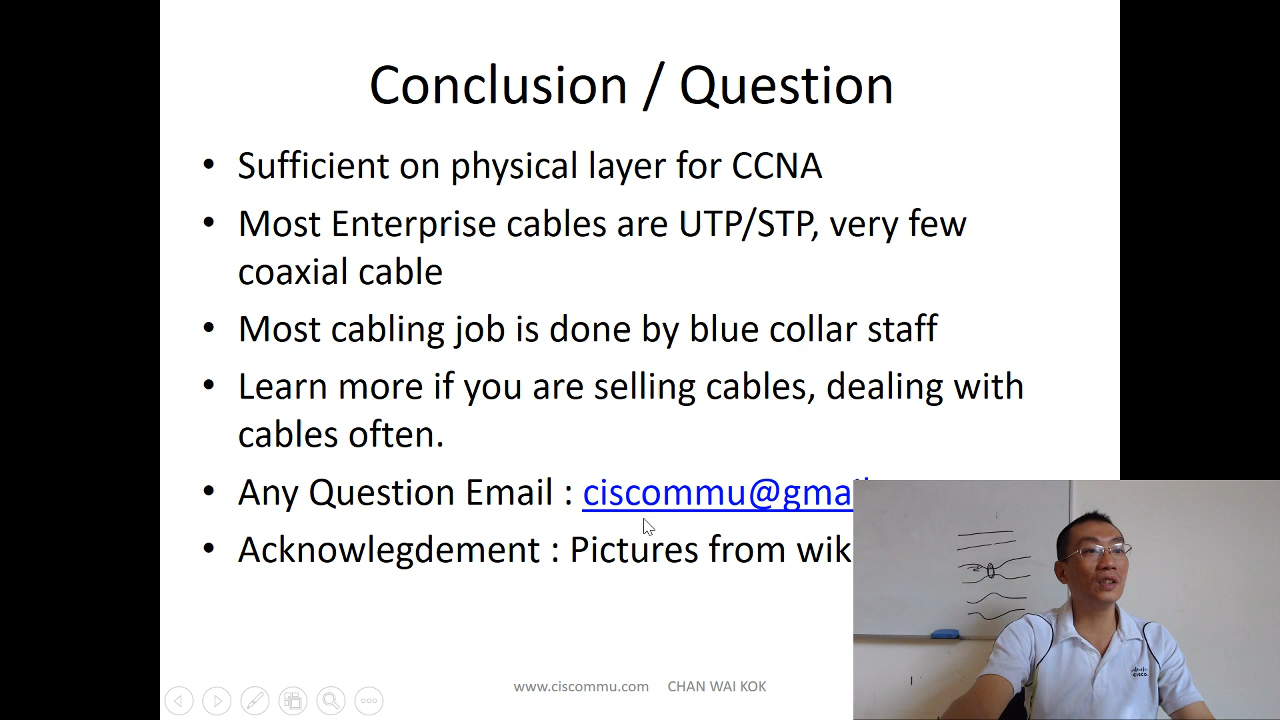 Conclusion / Question
• Sufficient on physical layer for CCNA
• Most Enterprise cables are UTP/STP, very few
coaxial cable
• Most cabling job is done by blue collar staff
• Learn more if you are selling cables, dealing with
cables often.
• Any Question Email : ciscommu@gmail
• Acknowlegdement : Pictures from wik
www.ciscommu.com CHAN WAI KOK
cisco